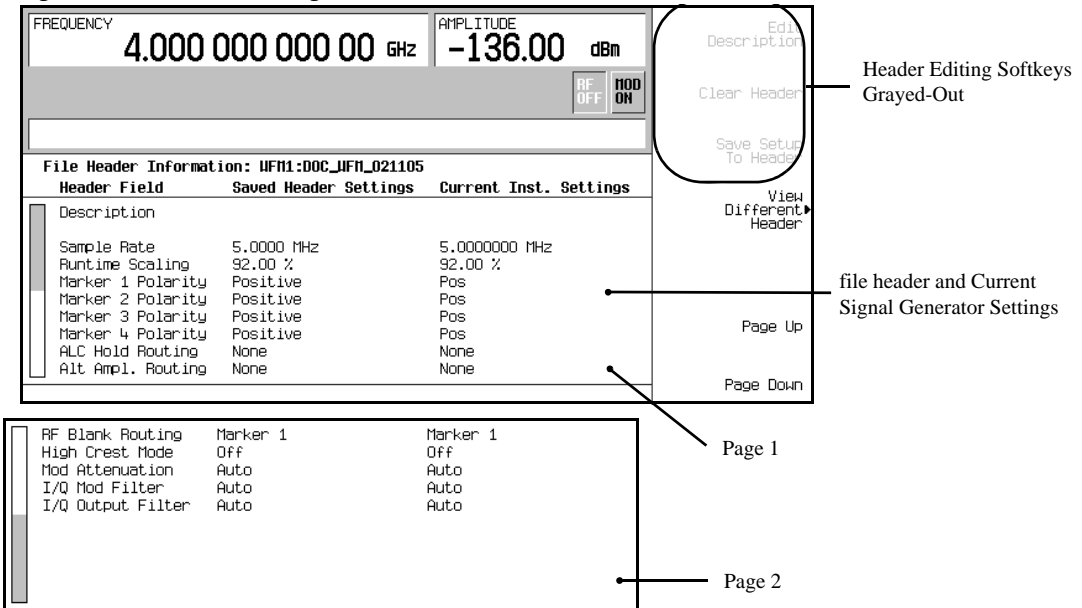 FREQUENCY
4.000 000 000 00 GHz
AMPLITUDE
-136.00 dBm
RF OFF
MOD ON
Edit Description
Clear Header
Save Setup To Header
View Different Header
Page Up
Page Down
File Header Information: WFM1:DOC_WFM_021105
Header Field Saved Header Settings Current Inst. Settings
Description
Sample Rate 5.0000 MHz 5.0000000 MHz
Runtime Scaling 92.00 % 92.00 %
Marker 1 Polarity Positive Pos
Marker 2 Polarity Positive Pos
Marker 3 Polarity Positive Pos
Marker 4 Polarity Positive Pos
ALC Hold Routing None None
Alt Ampl. Routing None None
RF Blank Routing Marker 1 Marker 1
High Crest Mode Off Off
Mod Attenuation Auto Auto
I/Q Mod Filter Auto Auto
I/Q Output Filter Auto Auto
Header Editing Softkeys
Grayed-Out
file header and Current
Signal Generator Settings
Page 1
Page 2